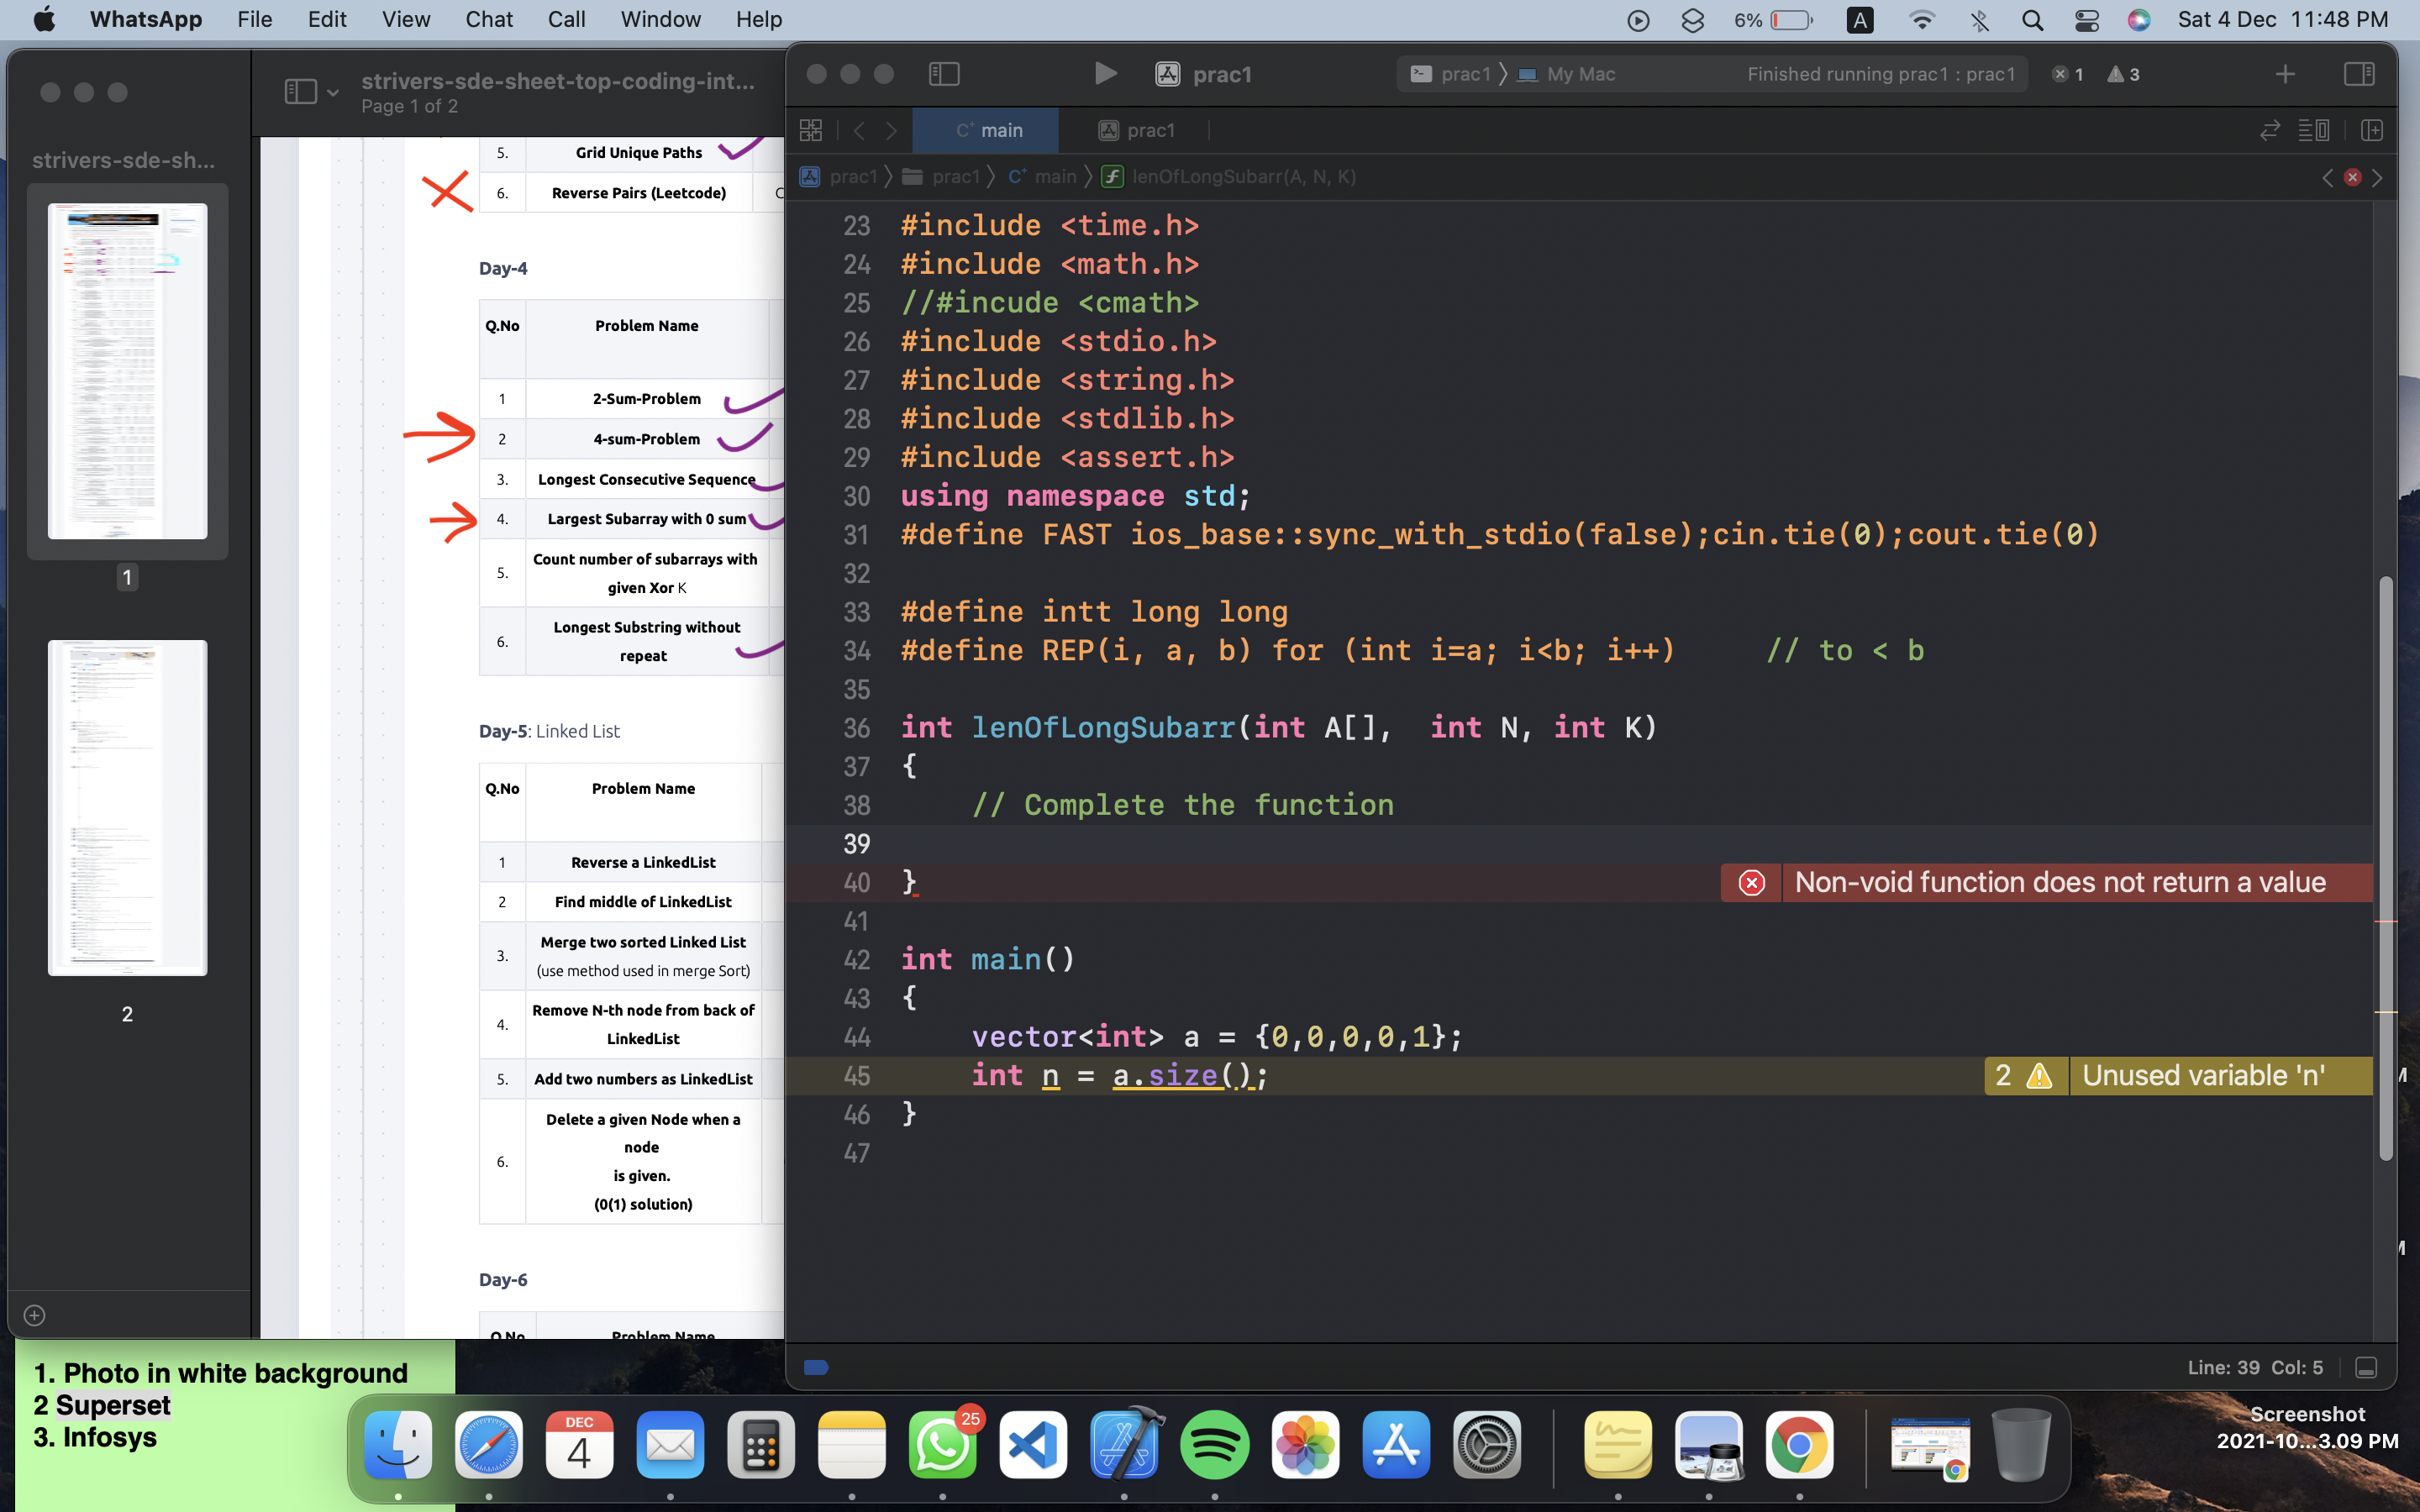 WhatsApp File Edit View Chat Call Window Help
6% A Sat 4 Dec 11:48 PM
strivers-sde-sh...
1
2
strivers-sde-sheet-top-coding-int...
Page 1 of 2
5. Grid Unique Paths
6. Reverse Pairs (Leetcode) C
Day-4
Q.No Problem Name
1 2-Sum-Problem
2 4-sum-Problem
3. Longest Consecutive Sequence
4. Largest Subarray with 0 sum
5. Count number of subarrays with
given Xor K
6. Longest Substring without
repeat
Day-5: Linked List
Q.No Problem Name
1 Reverse a LinkedList
2 Find middle of LinkedList
3. Merge two sorted Linked List
(use method used in merge Sort)
4. Remove N-th node from back of
LinkedList
5. Add two numbers as LinkedList
6. Delete a given Node when a
node
is given.
(0(1) solution)
Day-6
Q.No Problem Name
prac1
prac1 〉 My Mac Finished running prac1 : prac1 1 3
main prac1
prac1 〉 prac1 〉 main 〉 lenOfLongSubarr(A, N, K)
23 #include <time.h>
24 #include <math.h>
25 //#incude <cmath>
26 #include <stdio.h>
27 #include <string.h>
28 #include <stdlib.h>
29 #include <assert.h>
30 using namespace std;
31 #define FAST ios_base::sync_with_stdio(false);cin.tie(0);cout.tie(0)
32
33 #define intt long long
34 #define REP(i, a, b) for (int i=a; i<b; i++) // to < b
35
36 int lenOfLongSubarr(int A[], int N, int K)
37 {
38 // Complete the function
39
40 } Non-void function does not return a value
41
42 int main()
43 {
44 vector<int> a = {0,0,0,0,1};
45 int n = a.size(); 2 Unused variable 'n'
46 }
47
Line: 39 Col: 5
1. Photo in white background
2 Superset
3. Infosys
DEC
4
25
Screenshot
2021-10...3.09 PM